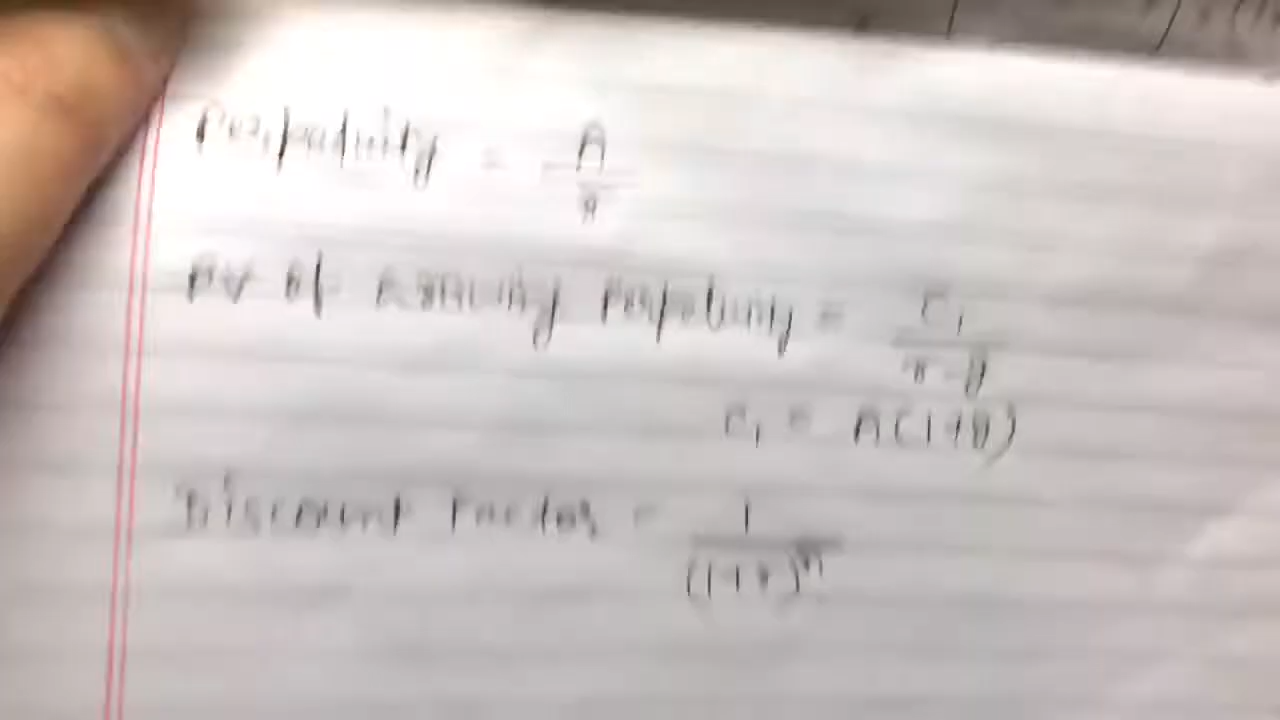 Perpetuity = A/r
PV of Growing Perpetuity = C₁/r-g
C₁ = A(1+g)
Discount Factor = 1/(1+r)ⁿ